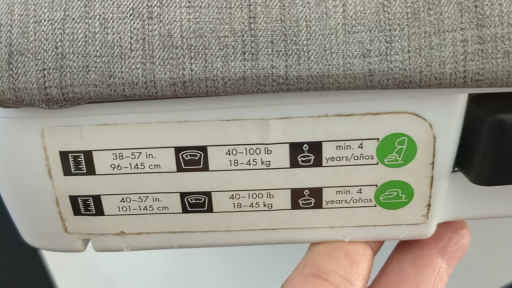 38–57 in.
96–145 cm
40–100 lb
18–45 kg
min. 4
years/años
40–57 in.
101–145 cm
40–100 lb
18–45 kg
min. 4
years/años